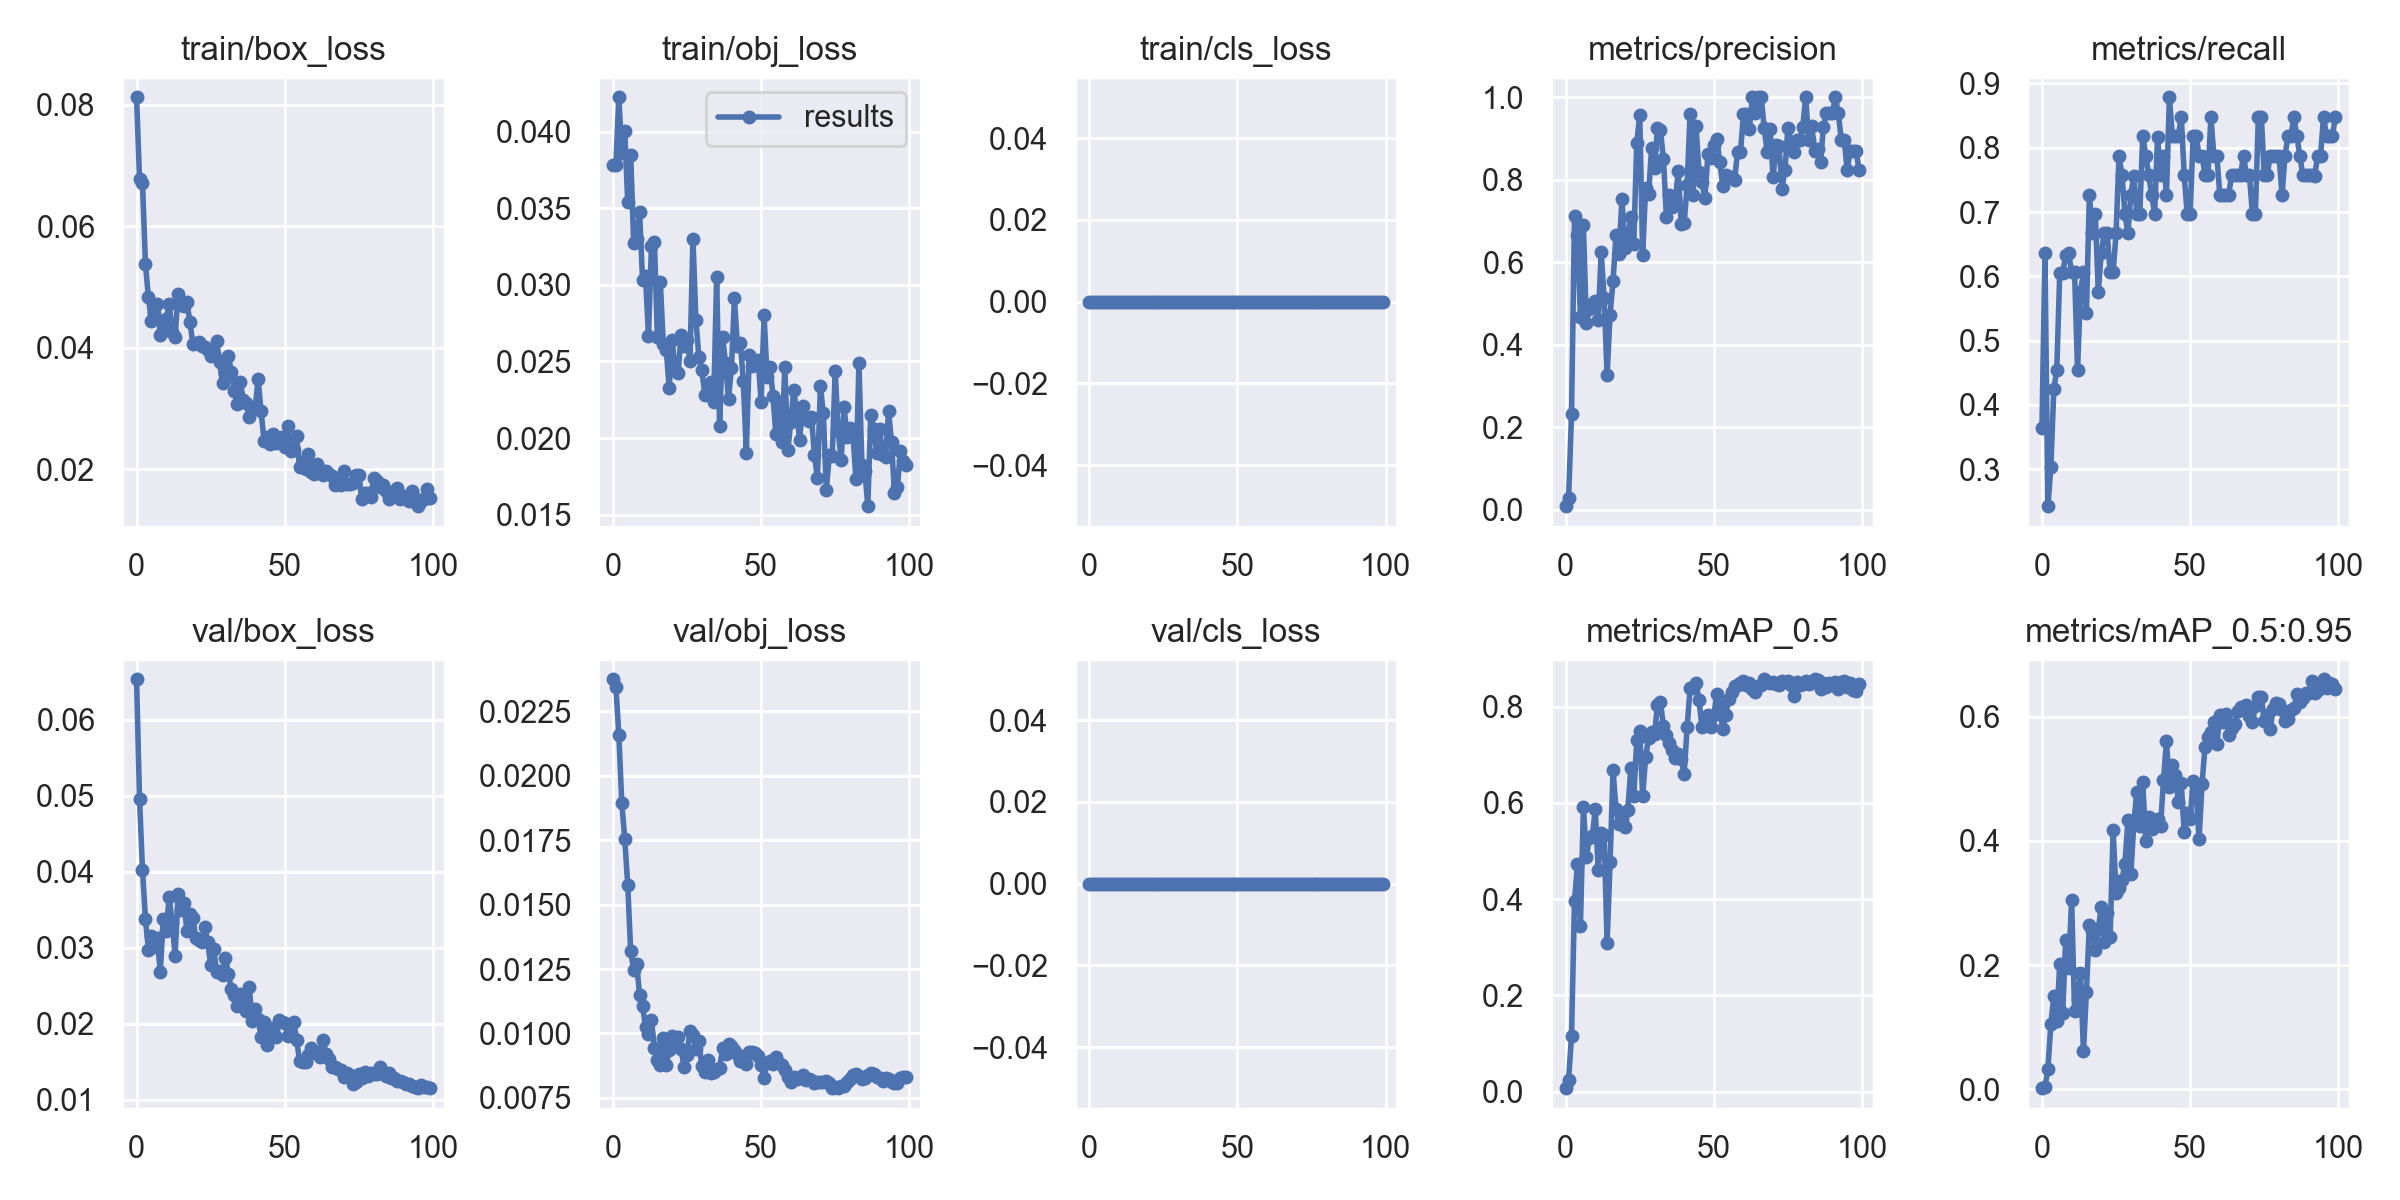 train/box_loss
0.08
0.06
0.04
0.02
0 50 100
train/obj_loss
results
0.040
0.035
0.030
0.025
0.020
0.015
0 50 100
train/cls_loss
0.04
0.02
0.00
−0.02
−0.04
0 50 100
metrics/precision
1.0
0.8
0.6
0.4
0.2
0.0
0 50 100
metrics/recall
0.9
0.8
0.7
0.6
0.5
0.4
0.3
0 50 100
val/box_loss
0.06
0.05
0.04
0.03
0.02
0.01
0 50 100
val/obj_loss
0.0225
0.0200
0.0175
0.0150
0.0125
0.0100
0.0075
0 50 100
val/cls_loss
0.04
0.02
0.00
−0.02
−0.04
0 50 100
metrics/mAP_0.5
0.8
0.6
0.4
0.2
0.0
0 50 100
metrics/mAP_0.5:0.95
0.6
0.4
0.2
0.0
0 50 100